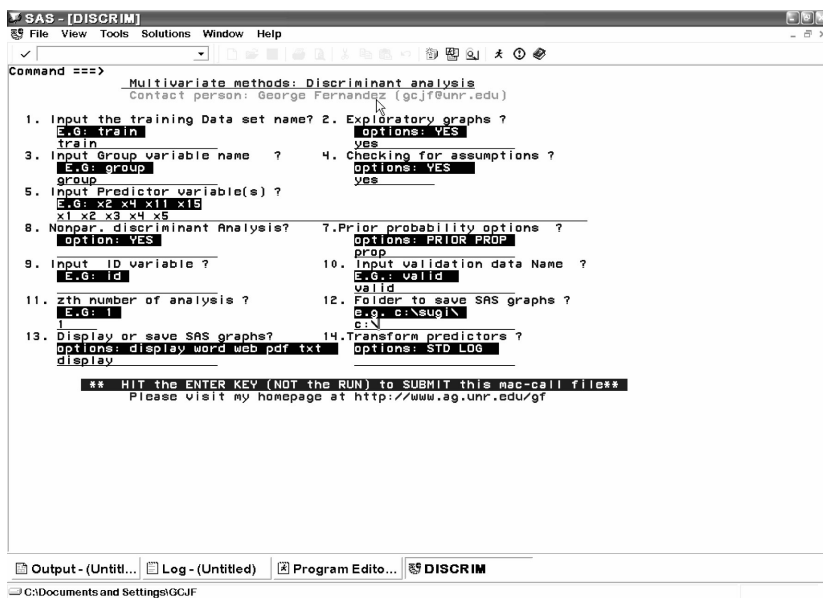 SAS - [DISCRIM]
File View Tools Solutions Window Help
Command ===>
Multivariate methods: Discriminant analysis
Contact person: George Fernandez (gcjf@unr.edu)
1. Input the training Data set name? 2. Exploratory graphs ?
E.G: train options: YES
train yes
3. Input Group variable name ? 4. Checking for assumptions ?
E.G: group options: YES
group yes
5. Input Predictor variable(s) ?
E.G: x2 x4 x11 x15
x1 x2 x3 x4 x5
8. Nonpar. discriminant Analysis? 7.Prior probability options ?
option: YES options: PRIOR PROP
prop
9. Input ID variable ? 10. Input validation data Name ?
E.G: id E.G.: valid
valid
11. zth number of analysis ? 12. Folder to save SAS graphs ?
E.G: 1 e.g. c:\sugi\
1 c:\
13. Display or save SAS graphs? 14.Transform predictors ?
options: display word web pdf txt options: STD LOG
display
** HIT the ENTER KEY (NOT the RUN) to SUBMIT this mac-call file**
Please visit my homepage at http://www.ag.unr.edu/gf
Output - (Untitl... Log - (Untitled) Program Edito... DISCRIM
C:\Documents and Settings\GCJF